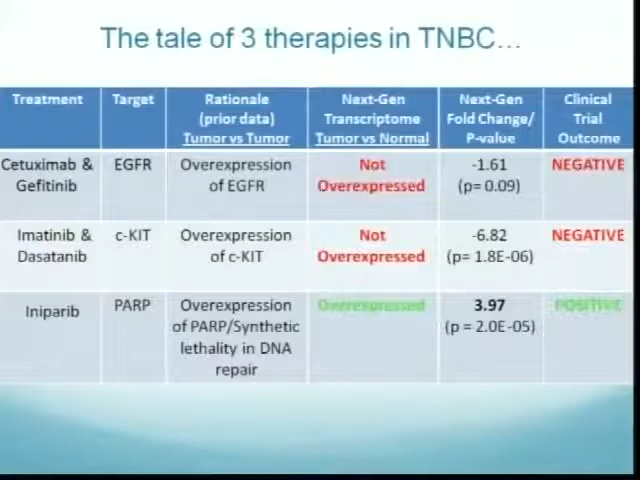 The tale of 3 therapies in TNBC...
Treatment
Target
Rationale
(prior data)
Tumor vs Tumor
Next-Gen
Transcriptome
Tumor vs Normal
Next-Gen
Fold Change/
P-value
Clinical
Trial
Outcome
Cetuximab &
Gefitinib
EGFR
Overexpression
of EGFR
Not
Overexpressed
-1.61
(p= 0.09)
NEGATIVE
Imatinib &
Dasatanib
c-KIT
Overexpression
of c-KIT
Not
Overexpressed
-6.82
(p= 1.8E-06)
NEGATIVE
Iniparib
PARP
Overexpression
of PARP/Synthetic
lethality in DNA
repair
Overexpressed
3.97
(p = 2.0E-05)
POSITIVE